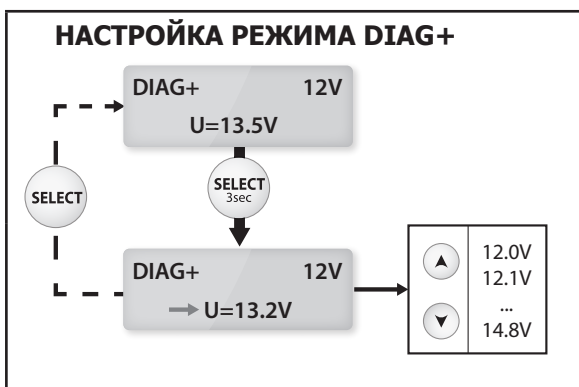 НАСТРОЙКА РЕЖИМА DIAG+
DIAG+ 12V
U=13.5V
SELECT
SELECT
3sec
DIAG+ 12V
U=13.2V
12.0V
12.1V
...
14.8V